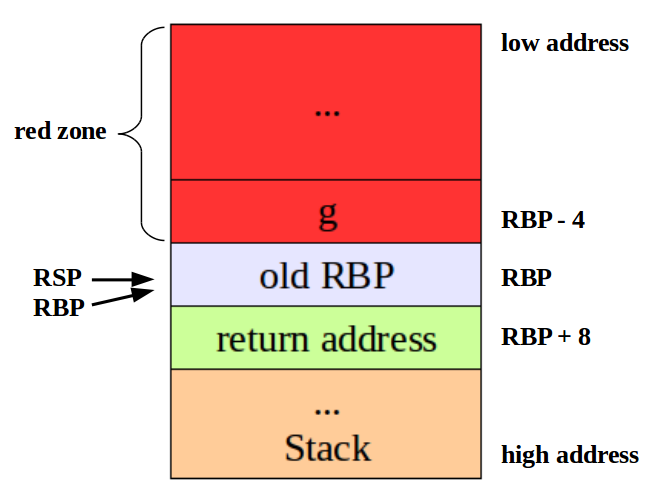 low address
...
red zone
g
RBP - 4
RSP
old RBP
RBP
RBP
return address
RBP + 8
...
Stack
high address